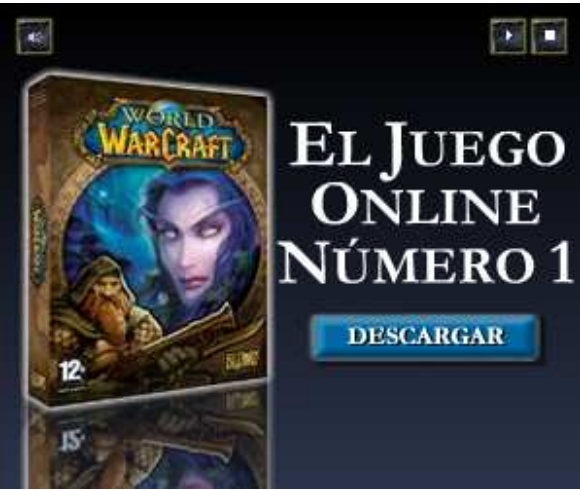 WORLD
WARCRAFT
EL JUEGO
ONLINE
NÚMERO 1
DESCARGAR
12+